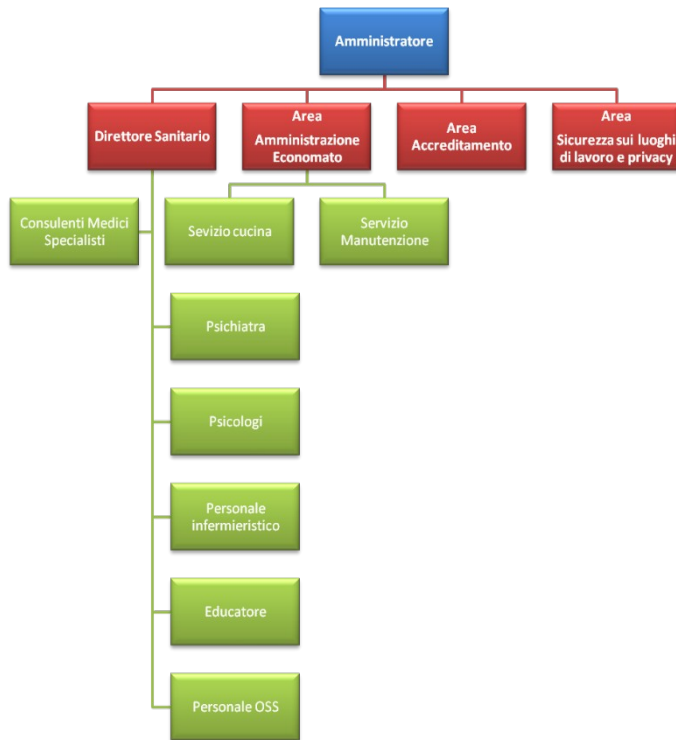 Amministratore
Direttore Sanitario
Area
Amministrazione
Economato
Area
Accreditamento
Area
Sicurezza sui luoghi
di lavoro e privacy
Consulenti Medici
Specialisti
Sevizio cucina
Servizio
Manutenzione
Psichiatra
Psicologi
Personale
infermieristico
Educatore
Personale OSS